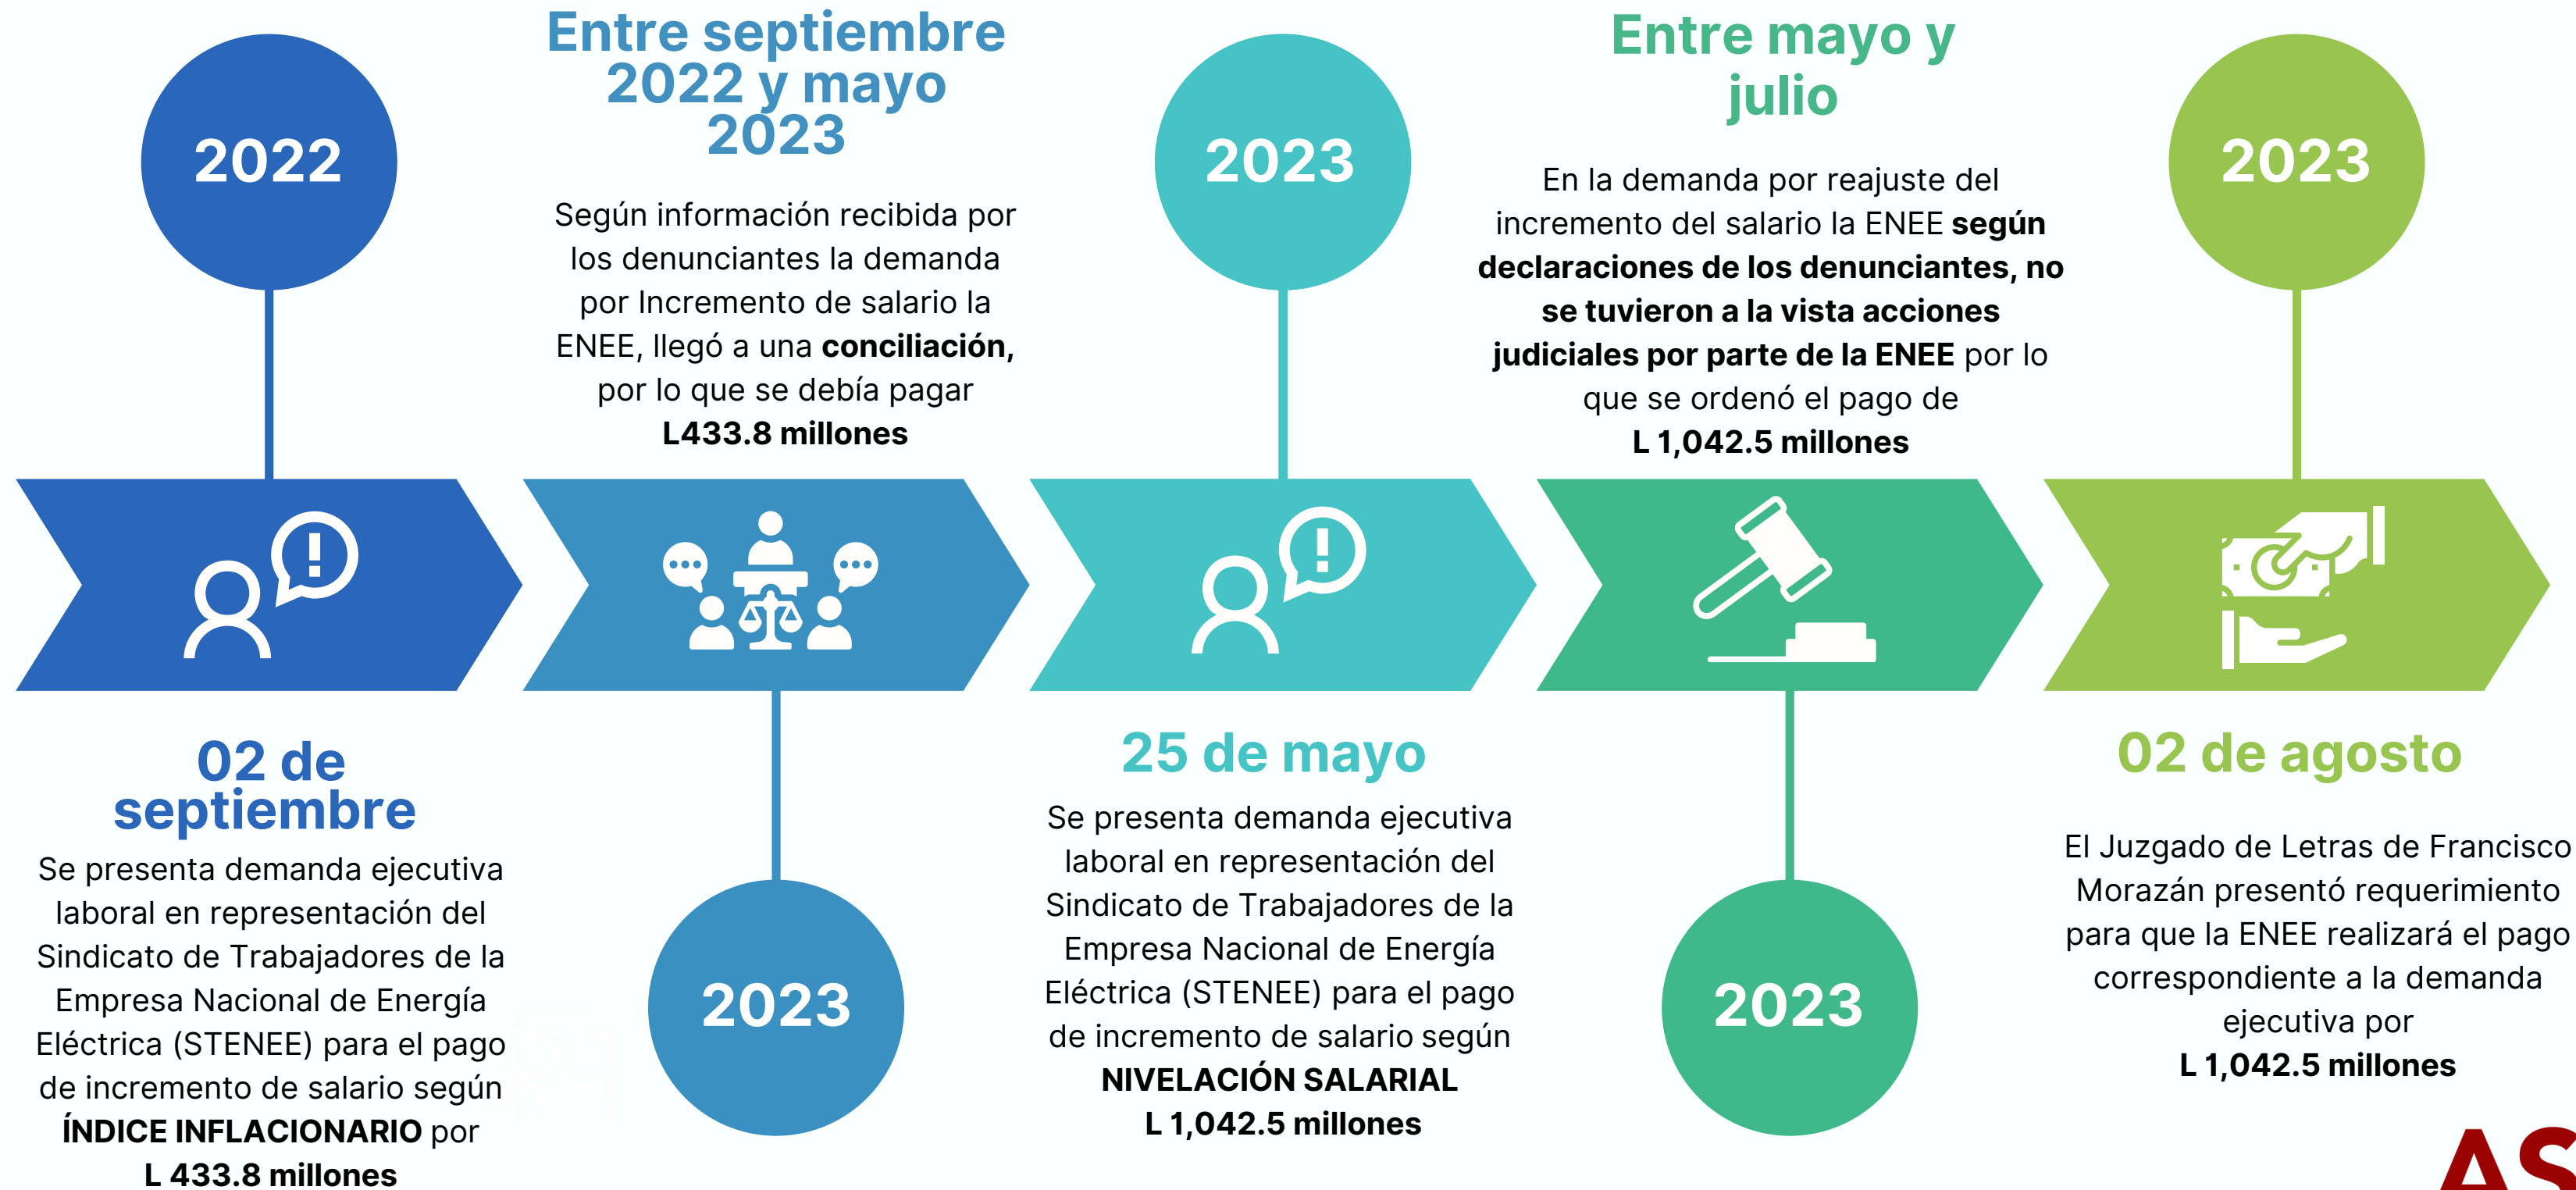 2022
02 de
septiembre
Se presenta demanda ejecutiva
laboral en representación del
Sindicato de Trabajadores de la
Empresa Nacional de Energía
Eléctrica (STENEE) para el pago
de incremento de salario según
ÍNDICE INFLACIONARIO por
L 433.8 millones
Entre septiembre
2022 y mayo
2023
Según información recibida por
los denunciantes la demanda
por Incremento de salario la
ENEE, llegó a una conciliación,
por lo que se debía pagar
L433.8 millones
2023
2023
25 de mayo
Se presenta demanda ejecutiva
laboral en representación del
Sindicato de Trabajadores de la
Empresa Nacional de Energía
Eléctrica (STENEE) para el pago
de incremento de salario según
NIVELACIÓN SALARIAL
L 1,042.5 millones
Entre mayo y
julio
En la demanda por reajuste del
incremento del salario la ENEE según
declaraciones de los denunciantes, no
se tuvieron a la vista acciones
judiciales por parte de la ENEE por lo
que se ordenó el pago de
L 1,042.5 millones
2023
2023
02 de agosto
El Juzgado de Letras de Francisco
Morazán presentó requerimiento
para que la ENEE realizará el pago
correspondiente a la demanda
ejecutiva por
L 1,042.5 millones
AS